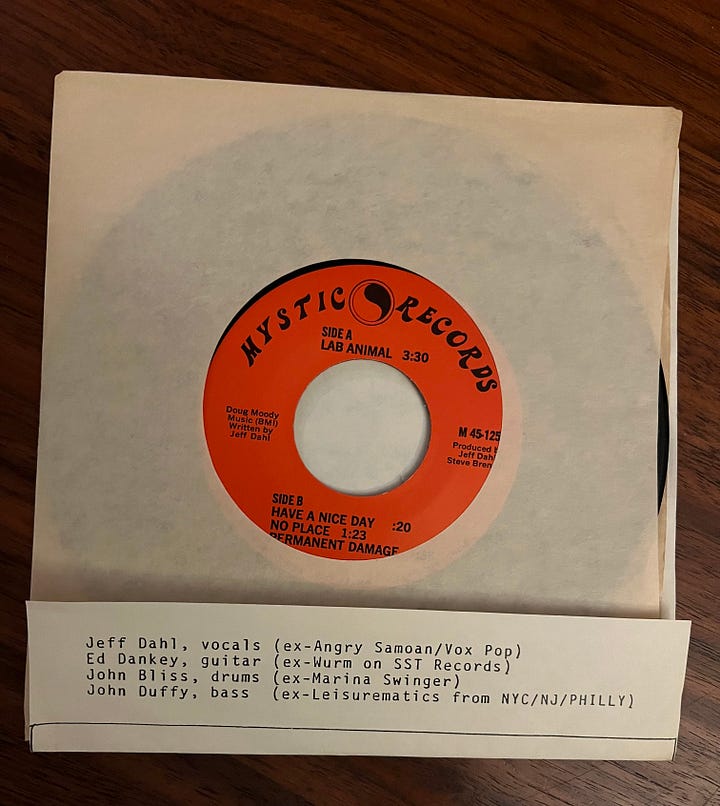 MYSTIC RECORDS
SIDE A
LAB ANIMAL 3:30
Doug Moody
Music (BMI)
Written by
Jeff Dahl
M 45-125
Produced
Jeff Dahl
Steve
SIDE B
HAVE A NICE DAY :20
NO PLACE 1:23
PERMANENT DAMAGE
Jeff Dahl, vocals (ex-Angry Samoan/Vox Pop)
Ed Dankey, guitar (ex-Wurm on SST Records)
John Bliss, drums (ex-Marina Swinger)
John Duffy, bass (ex-Leisurematics from NYC/NJ/PHILLY)